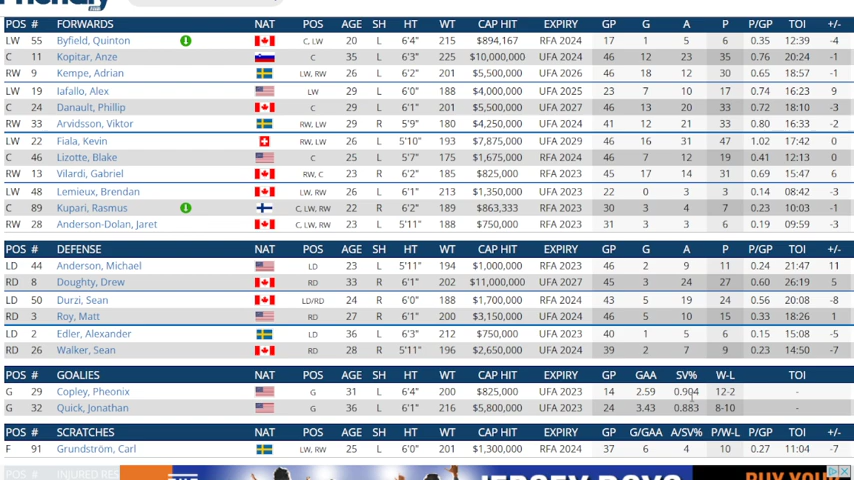 Friendly
POS # FORWARDS NAT POS AGE SH HT WT CAP HIT EXPIRY GP G A P P/GP TOI +/-
LW 55 Byfield, Quinton C, LW 20 L 6'4" 215 $894,167 RFA 2024 17 1 5 6 0.35 12:39 -4
C 11 Kopitar, Anze C 35 L 6'3" 225 $10,000,000 UFA 2024 46 12 23 35 0.76 20:24 -1
RW 9 Kempe, Adrian LW, RW 26 L 6'2" 201 $5,500,000 UFA 2026 46 18 12 30 0.65 18:57 -1
LW 19 Iafallo, Alex LW 29 L 6'0" 188 $4,000,000 UFA 2025 23 7 10 17 0.74 16:23 9
C 24 Danault, Phillip C 29 L 6'1" 201 $5,500,000 UFA 2027 46 13 20 33 0.72 18:10 -3
RW 33 Arvidsson, Viktor RW, LW 29 R 5'9" 180 $4,250,000 UFA 2024 41 12 21 33 0.80 16:33 -2
LW 22 Fiala, Kevin RW, LW 26 L 5'10" 193 $7,875,000 UFA 2029 46 16 31 47 1.02 17:42 0
C 46 Lizotte, Blake C 25 L 5'7" 175 $1,675,000 RFA 2024 46 7 12 19 0.41 12:13 0
RW 13 Vilardi, Gabriel RW, C 23 R 6'2" 185 $825,000 RFA 2023 45 17 14 31 0.69 15:47 6
LW 48 Lemieux, Brendan LW, RW 26 L 6'1" 213 $1,350,000 UFA 2023 22 0 3 3 0.14 08:42 -3
C 89 Kupari, Rasmus C, LW, RW 22 R 6'2" 189 $863,333 RFA 2023 30 3 4 7 0.23 10:03 -1
RW 28 Anderson-Dolan, Jaret C, LW, RW 23 L 5'11" 188 $750,000 RFA 2023 31 3 3 6 0.19 09:59 -3
POS # DEFENSE NAT POS AGE SH HT WT CAP HIT EXPIRY GP G A P P/GP TOI +/-
LD 44 Anderson, Michael LD 23 L 5'11" 194 $1,000,000 RFA 2023 46 2 9 11 0.24 21:47 11
RD 8 Doughty, Drew RD 33 R 6'1" 202 $11,000,000 UFA 2027 45 3 24 27 0.60 26:19 5
LD 50 Durzi, Sean LD/RD 24 R 6'0" 188 $1,700,000 RFA 2024 43 5 19 24 0.56 20:08 -8
RD 3 Roy, Matt RD 27 R 6'1" 200 $3,150,000 UFA 2024 46 5 10 15 0.33 18:26 1
LD 2 Edler, Alexander LD 36 L 6'3" 212 $750,000 UFA 2023 40 1 5 6 0.15 15:08 -5
RD 26 Walker, Sean RD 28 R 5'11" 196 $2,650,000 UFA 2024 39 2 7 9 0.23 14:50 -7
POS # GOALIES NAT POS AGE SH HT WT CAP HIT EXPIRY GP GAA SV% W-L TOI
G 29 Copley, Pheonix G 31 L 6'4" 200 $825,000 UFA 2023 14 2.59 0.904 12-2 -
G 32 Quick, Jonathan G 36 L 6'1" 216 $5,800,000 UFA 2023 24 3.43 0.883 8-10 -
POS # SCRATCHES NAT POS AGE SH HT WT CAP HIT EXPIRY GP G/GAA A/SV% P/W-L P/GP TOI +/-
F 91 Grundström, Carl LW, RW 25 L 6'0" 201 $1,300,000 RFA 2024 37 6 4 10 0.27 11:04 -7
POS # INJURED RES
JERSEY BOYS
BUY YOU